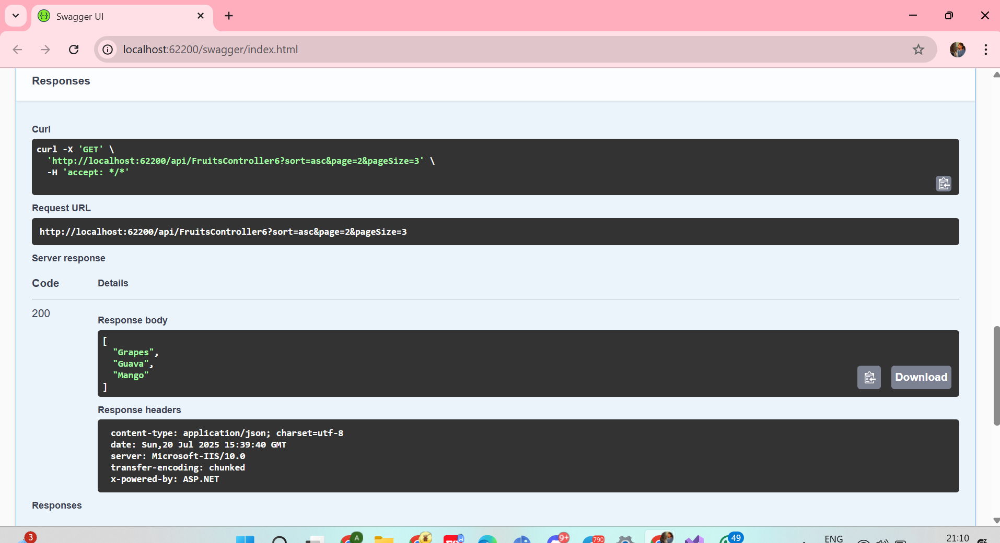 Swagger UI
localhost:62200/swagger/index.html
Responses
Curl
curl -X 'GET' \
'http://localhost:62200/api/FruitsController6?sort=asc&page=2&pageSize=3' \
-H 'accept: */*'
Request URL
http://localhost:62200/api/FruitsController6?sort=asc&page=2&pageSize=3
Server response
Code Details
200
Response body
[
"Grapes",
"Guava",
"Mango"
]
Download
Response headers
content-type: application/json; charset=utf-8
date: Sun,20 Jul 2025 15:39:40 GMT
server: Microsoft-IIS/10.0
transfer-encoding: chunked
x-powered-by: ASP.NET
Responses
3 A W 9+ 790 49 ENG 21:10